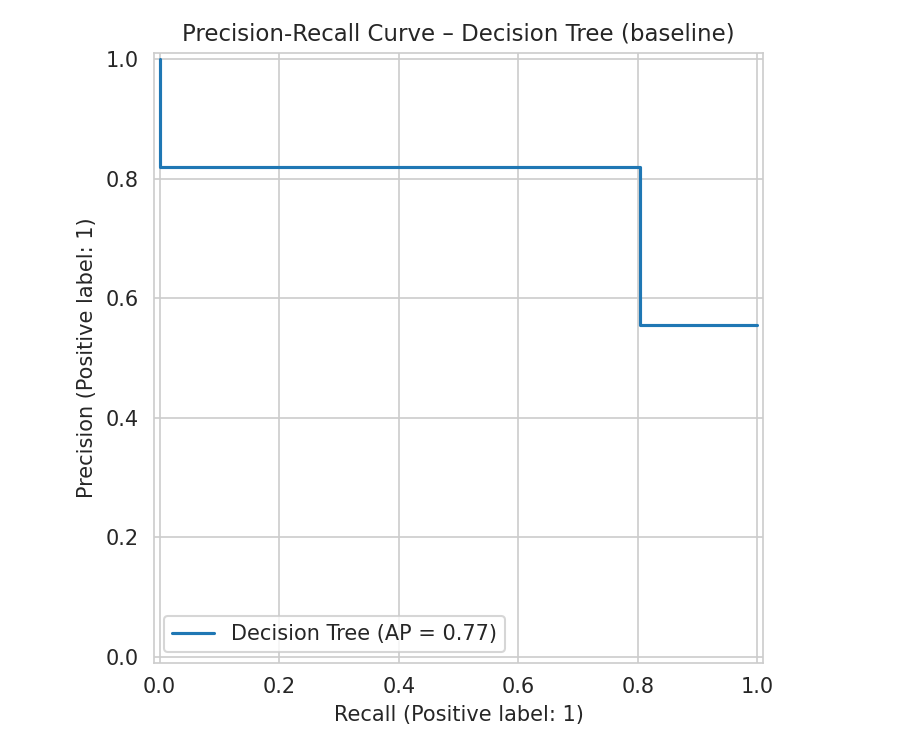 Precision-Recall Curve – Decision Tree (baseline)
1.0
0.8
0.6
0.4
0.2
0.0
Precision (Positive label: 1)
Decision Tree (AP = 0.77)
0.0 0.2 0.4 0.6 0.8 1.0
Recall (Positive label: 1)